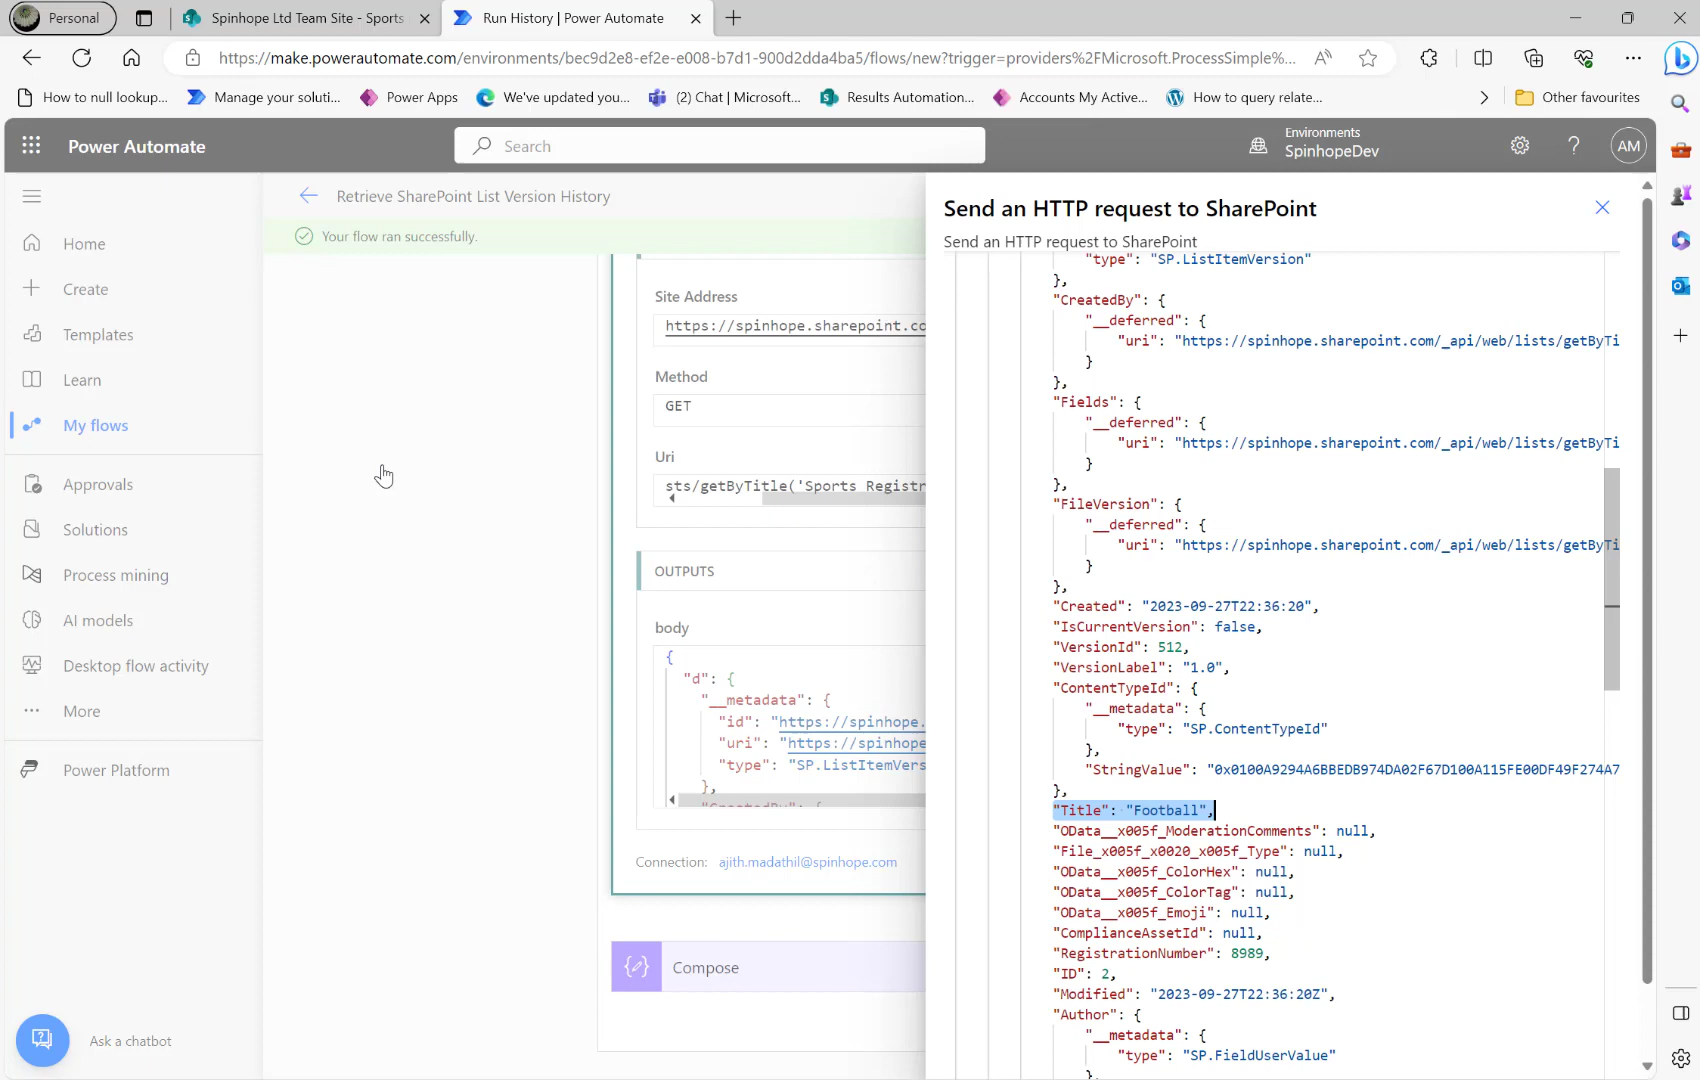 Personal
Spinhope Ltd Team Site - Sports
Run History | Power Automate
https://make.powerautomate.com/environments/bec9d2e8-ef2e-e008-b7d1-900d2dda4ba5/flows/new?trigger=providers%2FMicrosoft.ProcessSimple%...
How to null lookup...
Manage your soluti...
Power Apps
We've updated you...
(2) Chat | Microsoft...
Results Automation...
Accounts My Active...
How to query relate...
Other favourites
Power Automate
Search
Environments
SpinhopeDev
AM
Home
Create
Templates
Learn
My flows
Approvals
Solutions
Process mining
AI models
Desktop flow activity
More
Power Platform
Ask a chatbot
Retrieve SharePoint List Version History
Your flow ran successfully.
Site Address
https://spinhope.sharepoint.co
Method
GET
Uri
sts/getByTitle('Sports Registr
OUTPUTS
body
{
"d": {
"__metadata": {
"id": "https://spinhope.
"uri": "https://spinhope
"type": "SP.ListItemVers
},
"CreatedBy": {
Connection: ajith.madathil@spinhope.com
Compose
Send an HTTP request to SharePoint
Send an HTTP request to SharePoint
"type": "SP.ListItemVersion"
},
"CreatedBy": {
"__deferred": {
"uri": "https://spinhope.sharepoint.com/_api/web/lists/getByTi
}
},
"Fields": {
"__deferred": {
"uri": "https://spinhope.sharepoint.com/_api/web/lists/getByTi
}
},
"FileVersion": {
"__deferred": {
"uri": "https://spinhope.sharepoint.com/_api/web/lists/getByTi
}
},
"Created": "2023-09-27T22:36:20",
"IsCurrentVersion": false,
"VersionId": 512,
"VersionLabel": "1.0",
"ContentTypeId": {
"__metadata": {
"type": "SP.ContentTypeId"
},
"StringValue": "0x0100A9294A6BBEDB974DA02F67D100A115FE00DF49F274A7
},
"Title": "Football",
"OData__x005f_ModerationComments": null,
"File_x005f_x0020_x005f_Type": null,
"OData__x005f_ColorHex": null,
"OData__x005f_ColorTag": null,
"OData__x005f_Emoji": null,
"ComplianceAssetId": null,
"RegistrationNumber": 8989,
"ID": 2,
"Modified": "2023-09-27T22:36:20Z",
"Author": {
"__metadata": {
"type": "SP.FieldUserValue"
},